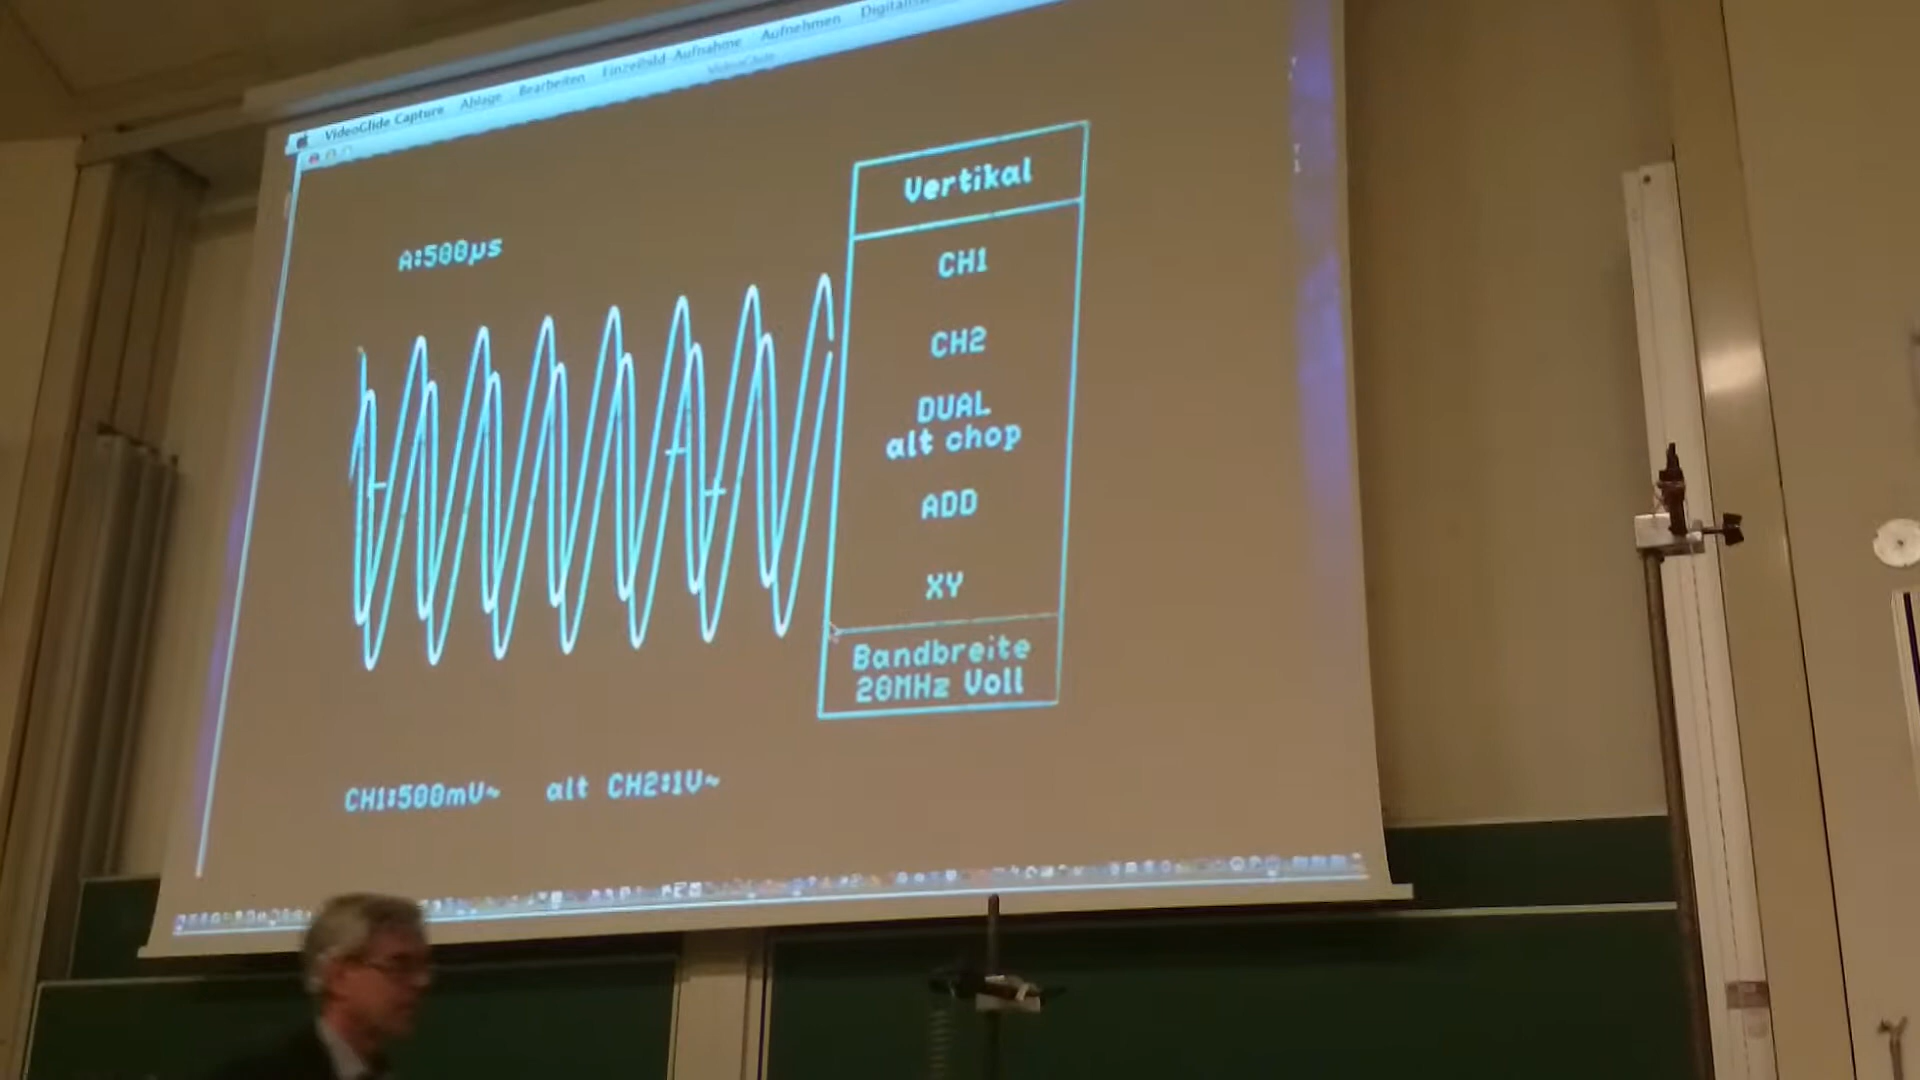 VideoGlide Capture Ablage Bearbeiten Einzelbild Aufnahme Aufnehmen
VideoGlide
A:500µs
Vertikal
CH1
CH2
DUAL
alt chop
ADD
XY
Bandbreite
20MHz Voll
CH1:500mV~ alt CH2:1V~